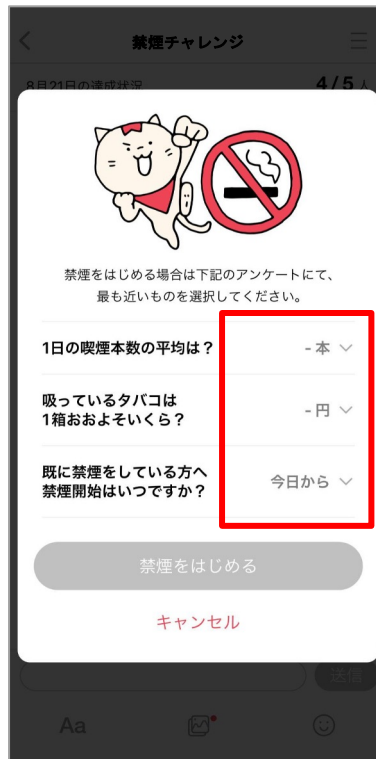 禁煙チャレンジ
8月21日の達成状況
4/5人
禁煙をはじめる場合は下記のアンケートにて、
最も近いものを選択してください。
1日の喫煙本数の平均は？
- 本
吸っているタバコは
1箱おおよそいくら？
- 円
既に禁煙をしている方へ
禁煙開始はいつですか？
今日から
禁煙をはじめる
キャンセル
送信
Aa